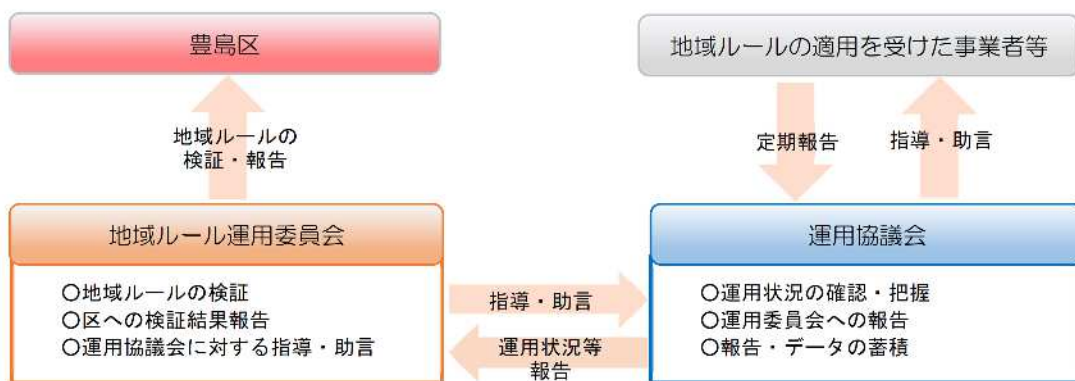 豊島区
地域ルールの適用を受けた事業者等
地域ルールの
検証・報告
定期報告
指導・助言
地域ルール運用委員会
〇地域ルールの検証
〇区への検証結果報告
〇運用協議会に対する指導・助言
指導・助言
運用状況等
報告
運用協議会
〇運用状況の確認・把握
〇運用委員会への報告
〇報告・データの蓄積